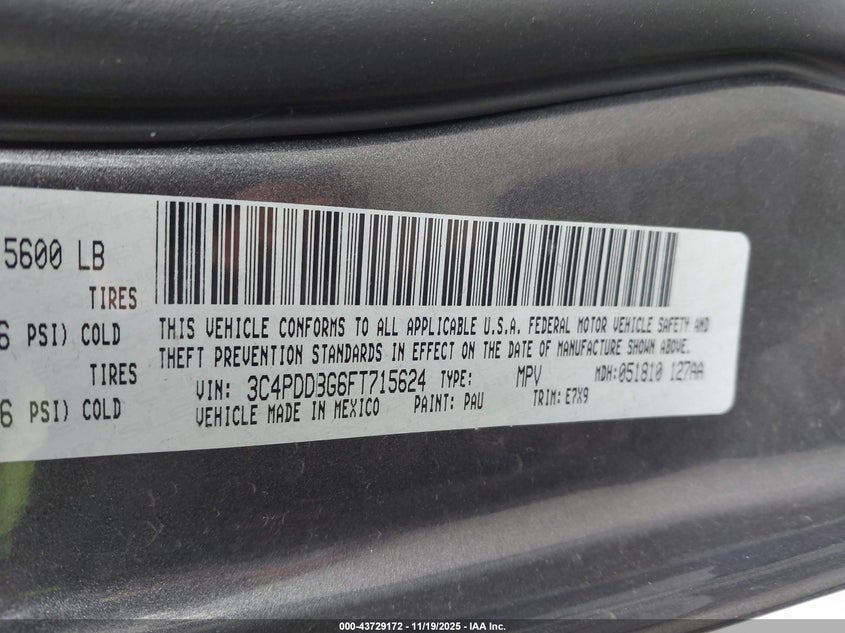 5600 LB
TIRES
6 PSI) COLD
TIRES
6 PSI) COLD
THIS VEHICLE CONFORMS TO ALL APPLICABLE U.S.A. FEDERAL MOTOR VEHICLE SAFETY AND
THEFT PREVENTION STANDARDS IN EFFECT ON THE DATE OF MANUFACTURE SHOWN ABOVE.
VIN: 3C4PDDBG6FT715624 TYPE: MPV MDH:051810 127AA
VEHICLE MADE IN MEXICO PAINT: PAU TRIM: E7X9
000-43729172 - 11/19/2025 - IAA Inc.